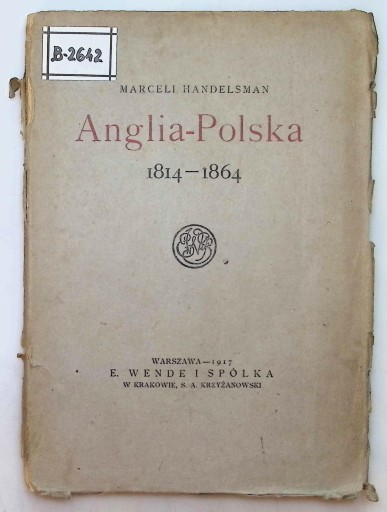 B-2642
MARCELI HANDELSMAN
Anglia-Polska
1814—1864
WARSZAWA—1917
E. WENDE I SPÓŁKA
W KRAKOWIE, S. A. KRZYŻANOWSKI